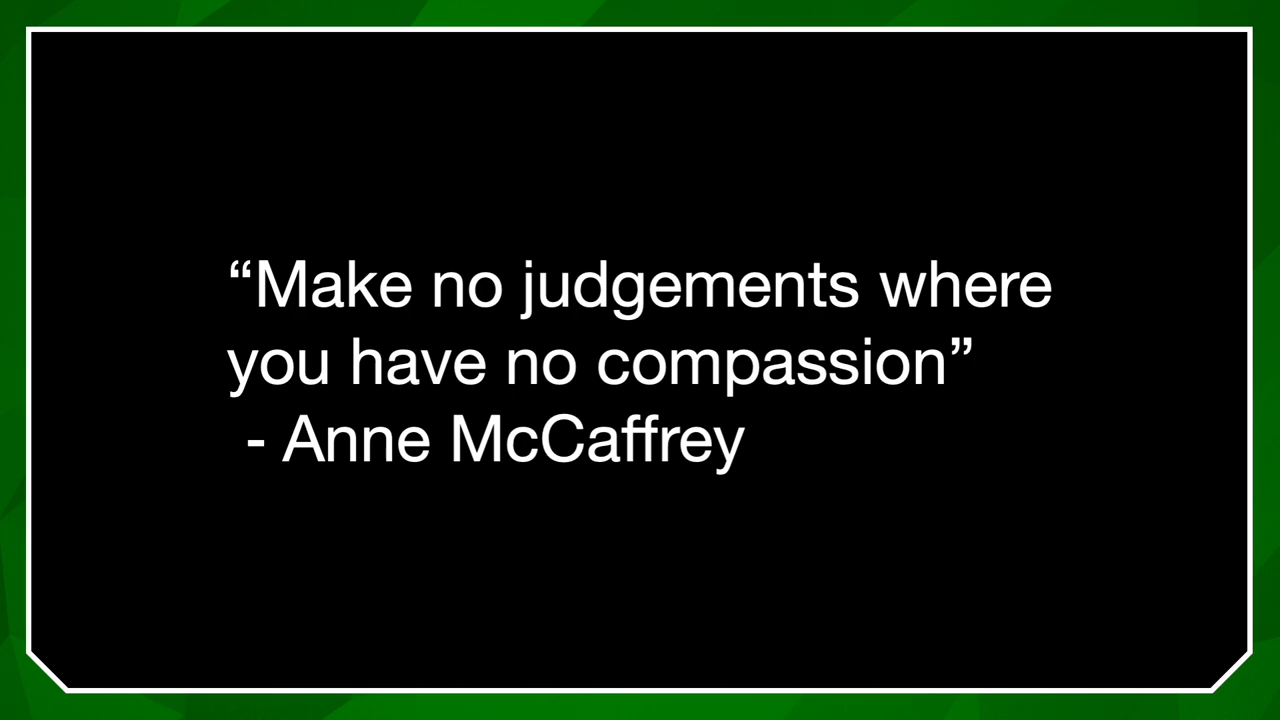 “Make no judgements where
you have no compassion”
- Anne McCaffrey